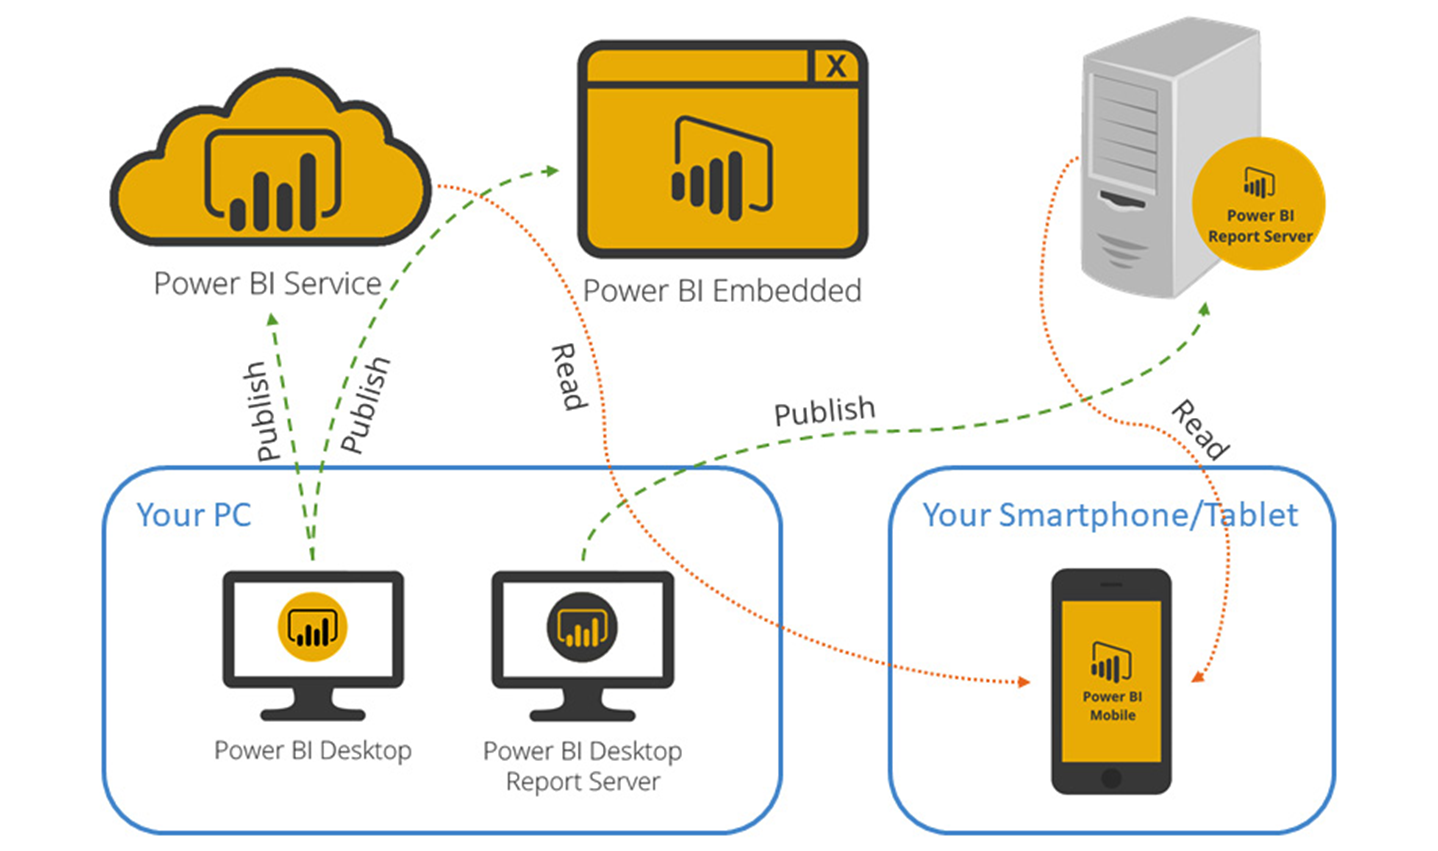 X
Power BI
Report Server
Power BI Service
Power BI Embedded
Publish
Publish
Read
Publish
Read
Your PC
Your Smartphone/Tablet
Power BI
Mobile
Power BI Desktop
Power BI Desktop
Report Server